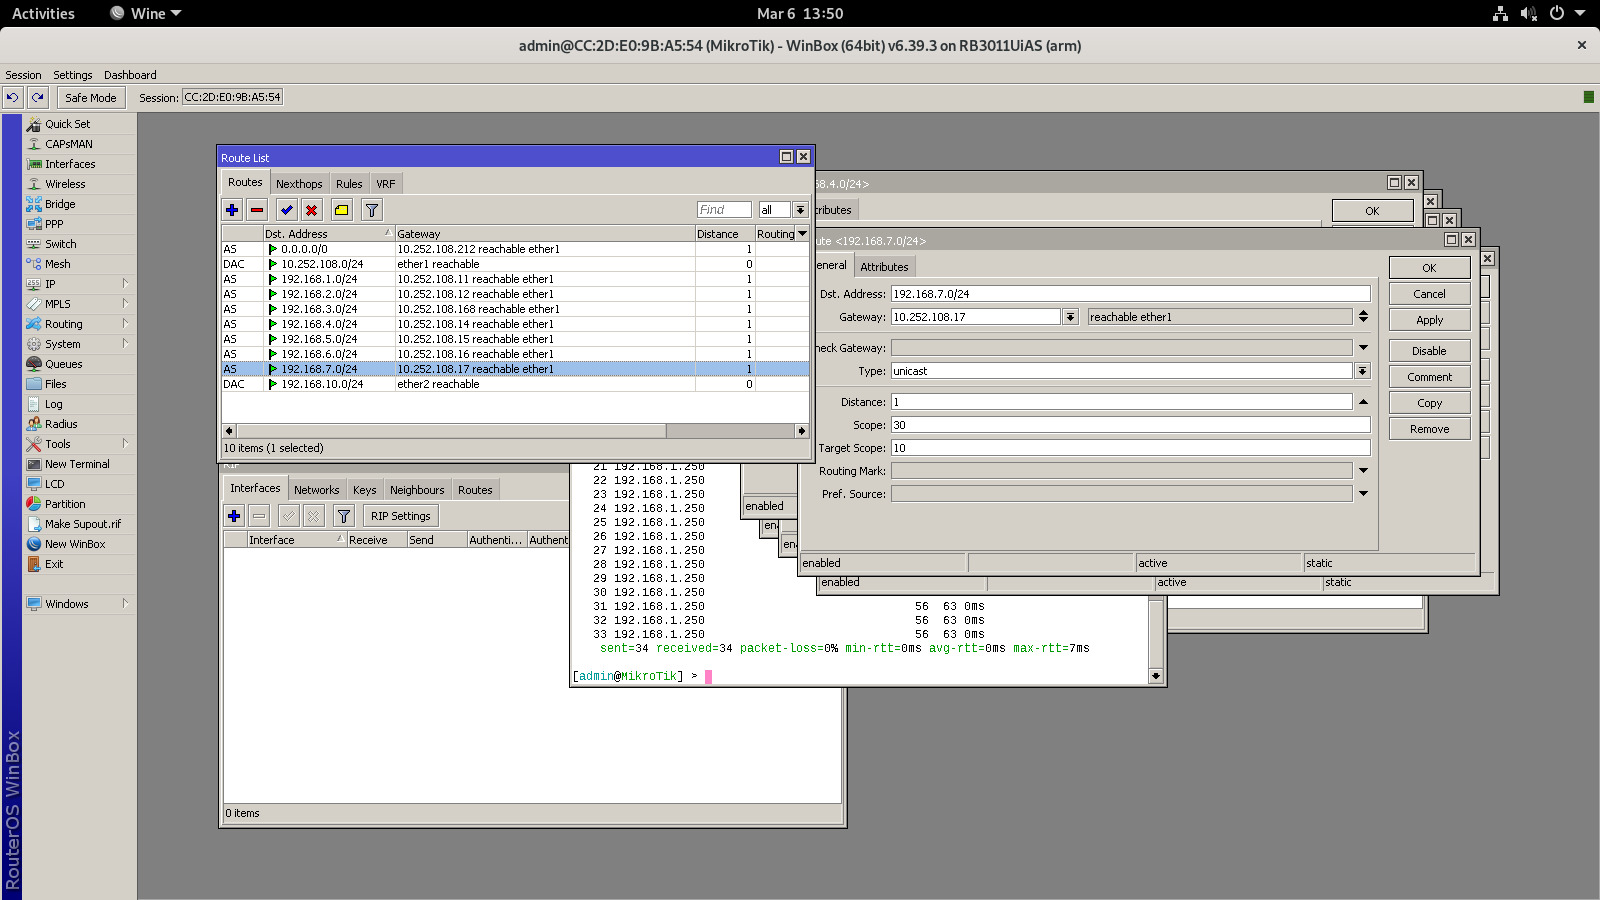 Activities
Wine
Mar 6 13:50
admin@CC:2D:E0:9B:A5:54 (MikroTik) - WinBox (64bit) v6.39.3 on RB3011UiAS (arm)
Session Settings Dashboard
Safe Mode
Session: CC:2D:E0:9B:A5:54
Quick Set
CAPsMAN
Interfaces
Wireless
Bridge
PPP
Switch
Mesh
IP
MPLS
Routing
System
Queues
Files
Log
Radius
Tools
New Terminal
LCD
Partition
Make Supout.rif
New WinBox
Exit
Windows
RouterOS WinBox
Route List
Routes Nexthops Rules VRF
Find
all
Dst. Address Gateway Distance Routing
AS 0.0.0.0/0 10.252.108.212 reachable ether1 1
DAC 10.252.108.0/24 ether1 reachable 0
AS 192.168.1.0/24 10.252.108.11 reachable ether1 1
AS 192.168.2.0/24 10.252.108.12 reachable ether1 1
AS 192.168.3.0/24 10.252.108.168 reachable ether1 1
AS 192.168.4.0/24 10.252.108.14 reachable ether1 1
AS 192.168.5.0/24 10.252.108.15 reachable ether1 1
AS 192.168.6.0/24 10.252.108.16 reachable ether1 1
AS 192.168.7.0/24 10.252.108.17 reachable ether1 1
DAC 192.168.10.0/24 ether2 reachable 0
10 items (1 selected)
8.4.0/24>
ributes
OK
ute <192.168.7.0/24>
eneral Attributes
Dst. Address: 192.168.7.0/24
Gateway: 10.252.108.17 reachable ether1
heck Gateway:
Type: unicast
Distance: 1
Scope: 30
Target Scope: 10
Routing Mark:
Pref. Source:
OK
Cancel
Apply
Disable
Comment
Copy
Remove
enabled active static
enabled active static
enabled
ena
en
RIP
Interfaces Networks Keys Neighbours Routes
RIP Settings
Interface Receive Send Authenti... Authent
0 items
21 192.168.1.250
22 192.168.1.250
23 192.168.1.250
24 192.168.1.250
25 192.168.1.250
26 192.168.1.250
27 192.168.1.250
28 192.168.1.250
29 192.168.1.250
30 192.168.1.250
31 192.168.1.250 56 63 0ms
32 192.168.1.250 56 63 0ms
33 192.168.1.250 56 63 0ms
sent=34 received=34 packet-loss=0% min-rtt=0ms avg-rtt=0ms max-rtt=7ms
[admin@MikroTik] >